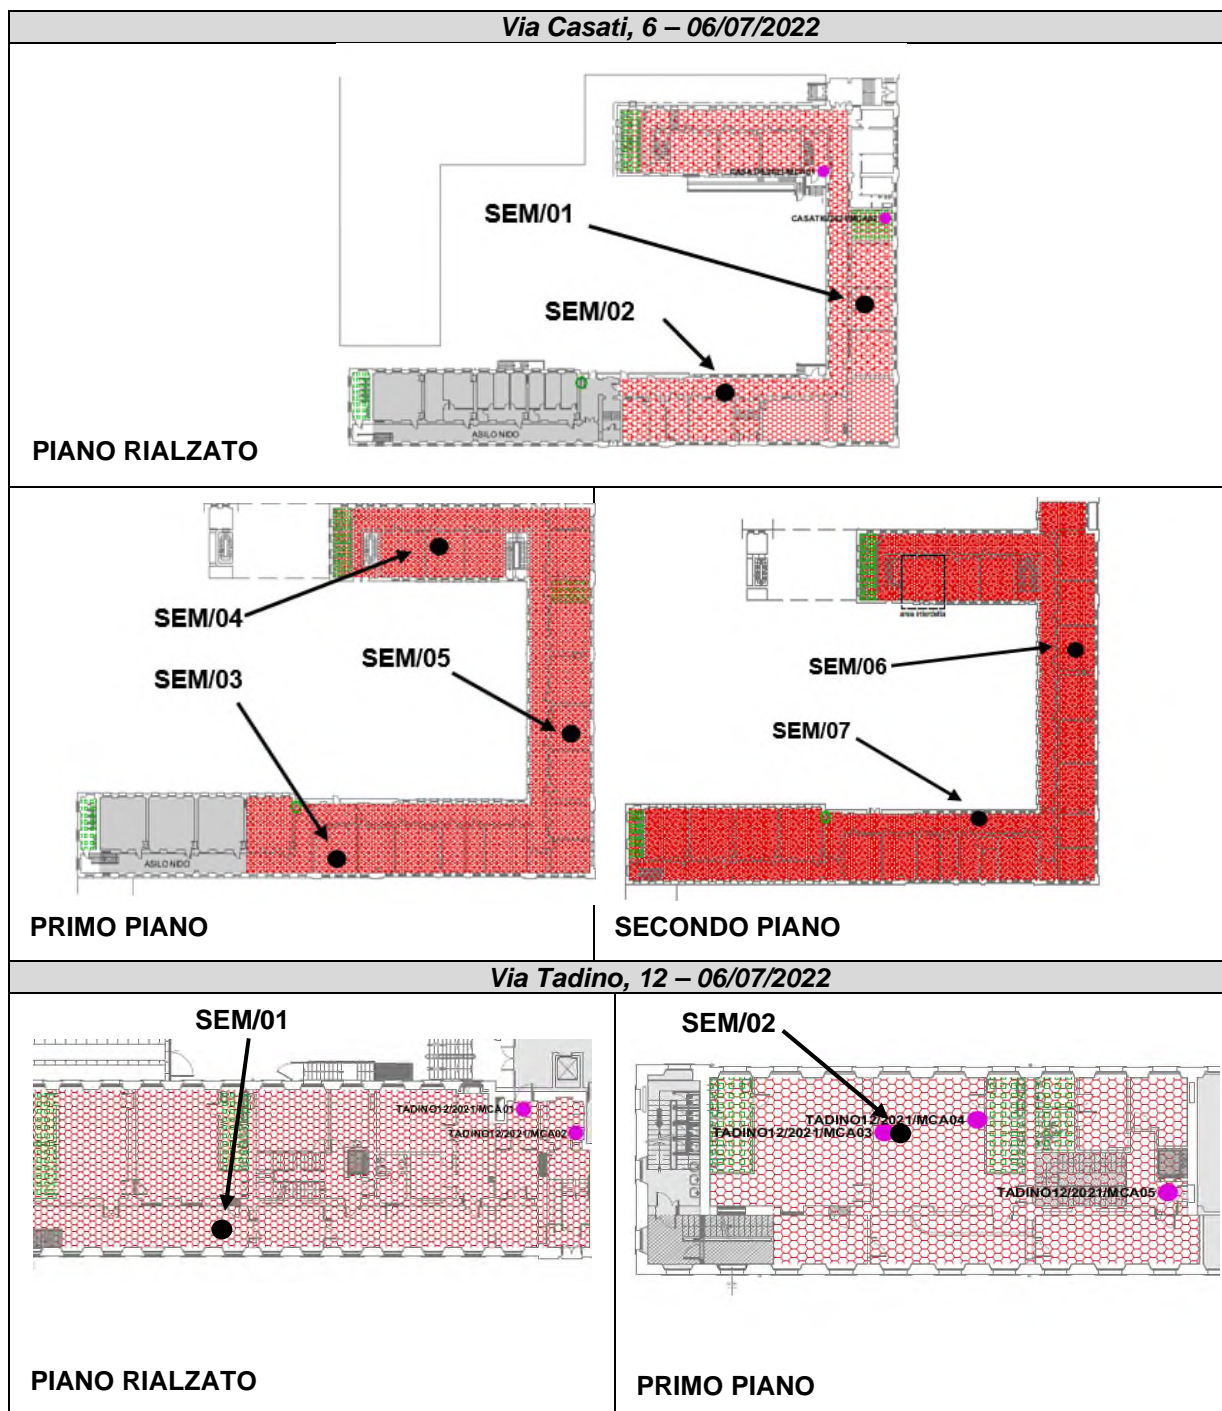 Via Casati, 6 – 06/07/2022
SEM/01
SEM/02
ASILO NIDO
PIANO RIALZATO
SEM/04
SEM/05
SEM/03
ASILO NIDO
PRIMO PIANO
area interdetta
SEM/06
SEM/07
SECONDO PIANO
Via Tadino, 12 – 06/07/2022
SEM/01
TADINO12/2021/MCA01
TADINO12/2021/MCA02
PIANO RIALZATO
SEM/02
TADINO12/2021/MCA04
TADINO12/2021/MCA03
TADINO12/2021/MCA05
PRIMO PIANO